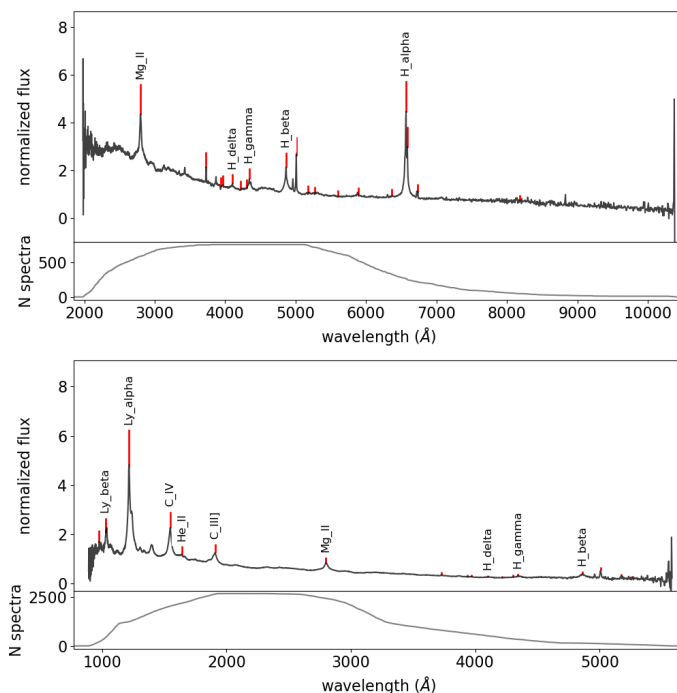 normalized flux
8
6
4
2
0
Mg_II
H_delta
H_gamma
H_beta
H_alpha
N spectra
500
0
2000 3000 4000 5000 6000 7000 8000 9000 10000
wavelength (Å)
normalized flux
8
6
4
2
0
Ly_beta
Ly_alpha
C_IV
He_II
C_III]
Mg_II
H_delta
H_gamma
H_beta
N spectra
2500
0
1000 2000 3000 4000 5000
wavelength (Å)